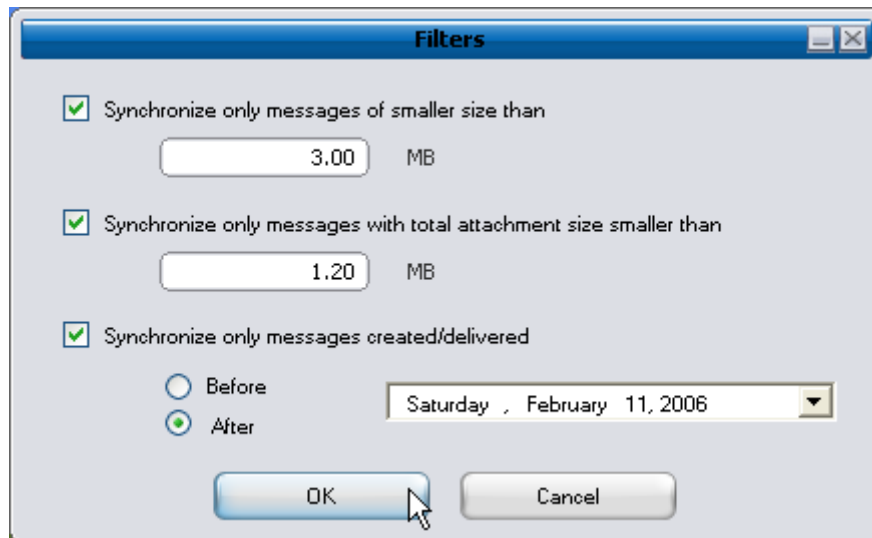 Filters
Synchronize only messages of smaller size than
3.00 MB
Synchronize only messages with total attachment size smaller than
1.20 MB
Synchronize only messages created/delivered
Before
Saturday , February 11, 2006
After
OK Cancel